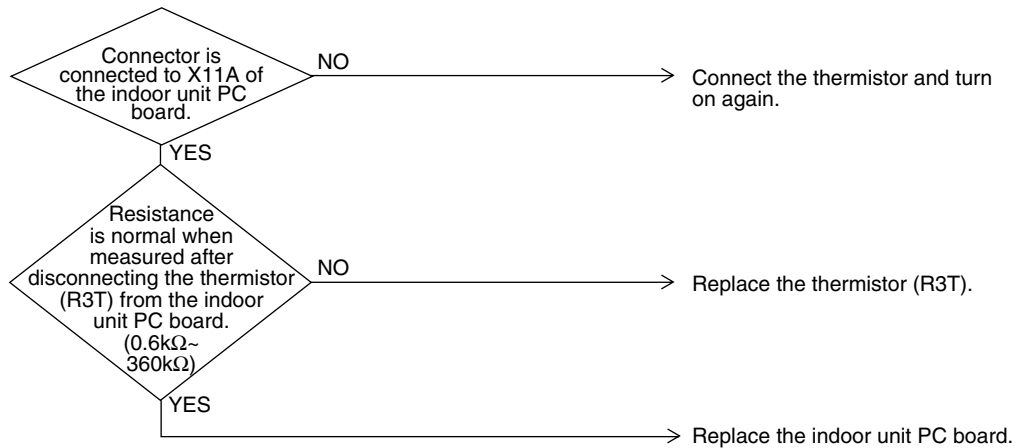 Connector is
connected to X11A of
the indoor unit PC
board.
NO
Connect the thermistor and turn
on again.
YES
Resistance
is normal when
measured after
disconnecting the thermistor
(R3T) from the indoor
unit PC board.
(0.6kΩ~
360kΩ)
NO
Replace the thermistor (R3T).
YES
Replace the indoor unit PC board.